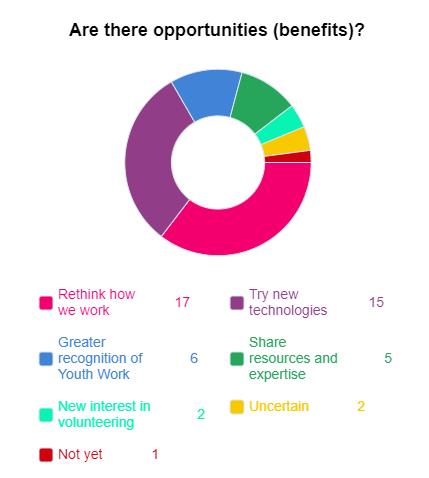 Are there opportunities (benefits)?
Rethink how
we work 17
Try new
technologies 15
Greater
recognition of
Youth Work 6
Share
resources and
expertise 5
New interest in
volunteering 2
Uncertain 2
Not yet 1